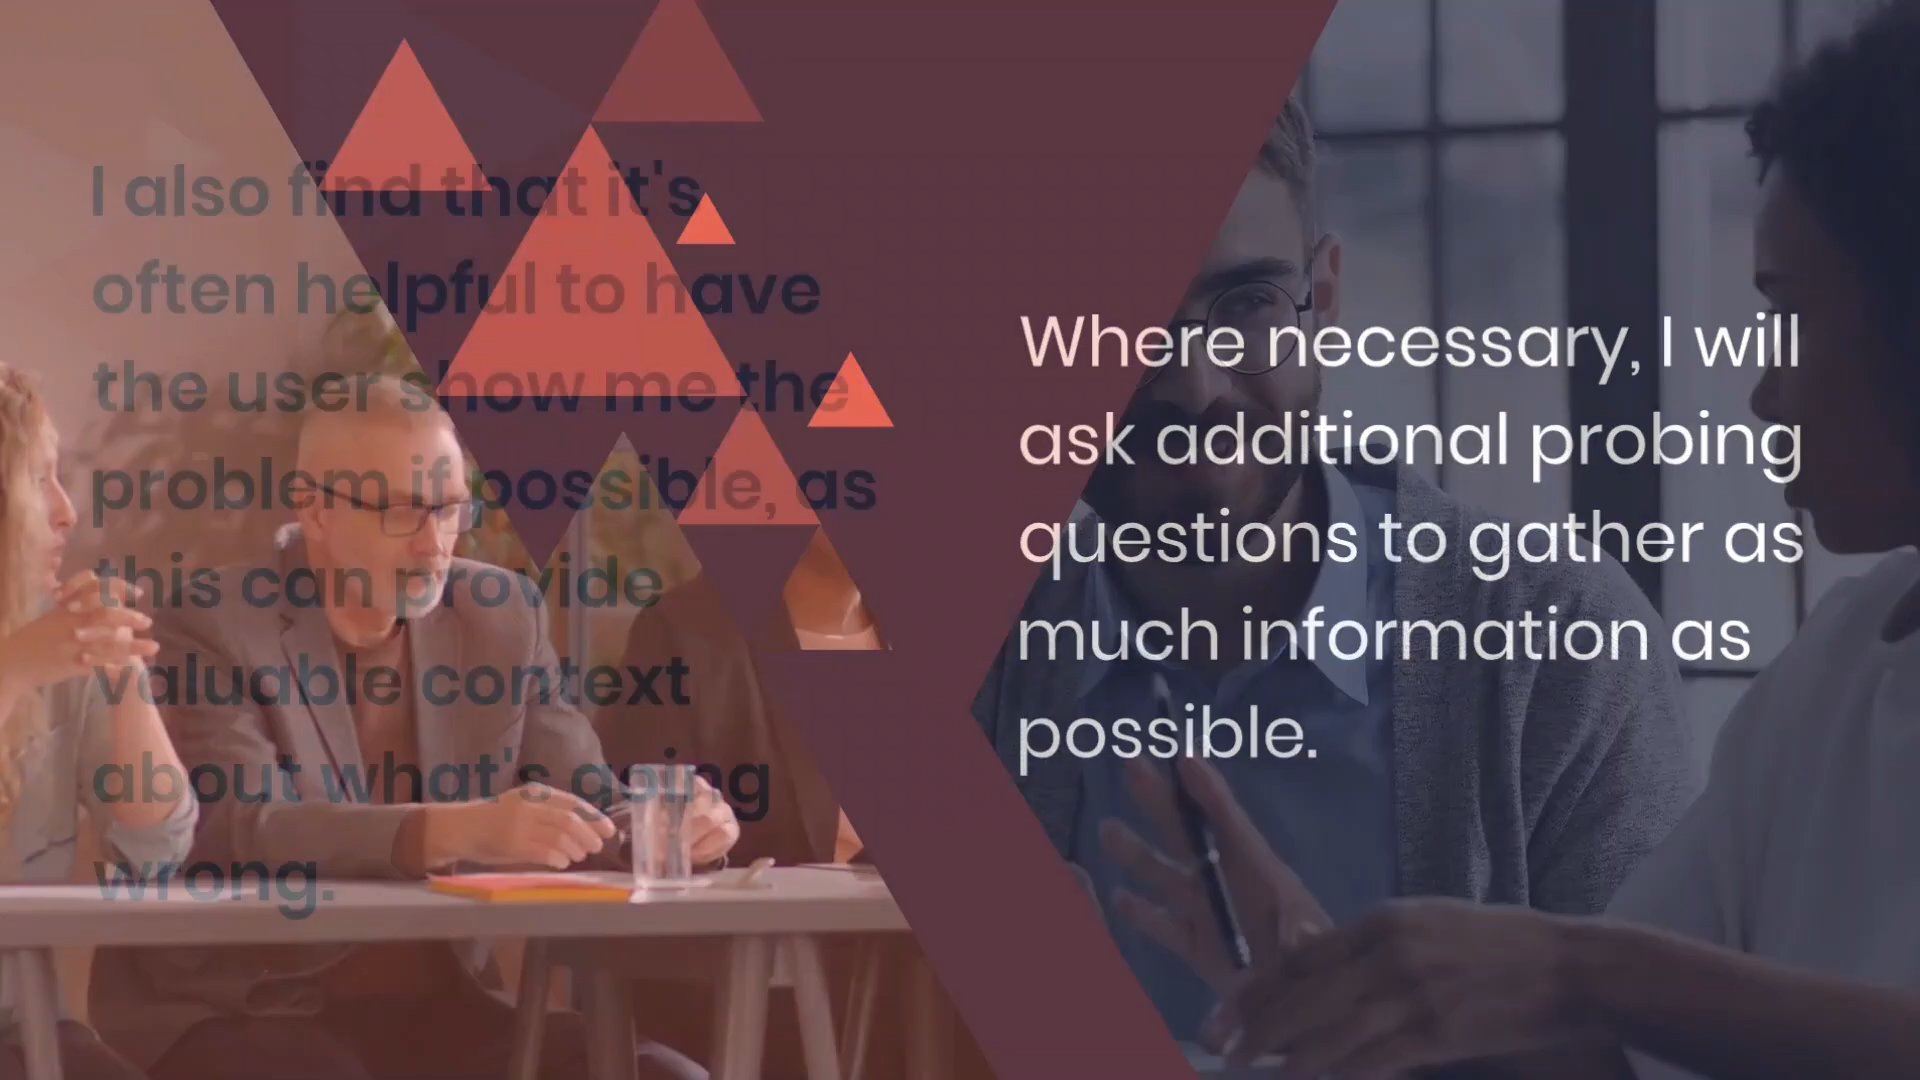 I also find that it's
often helpful to have
the user show me the
problem if possible, as
this can provide
valuable context
about what's going
wrong.
Where necessary, I will
ask additional probing
questions to gather as
much information as
possible.